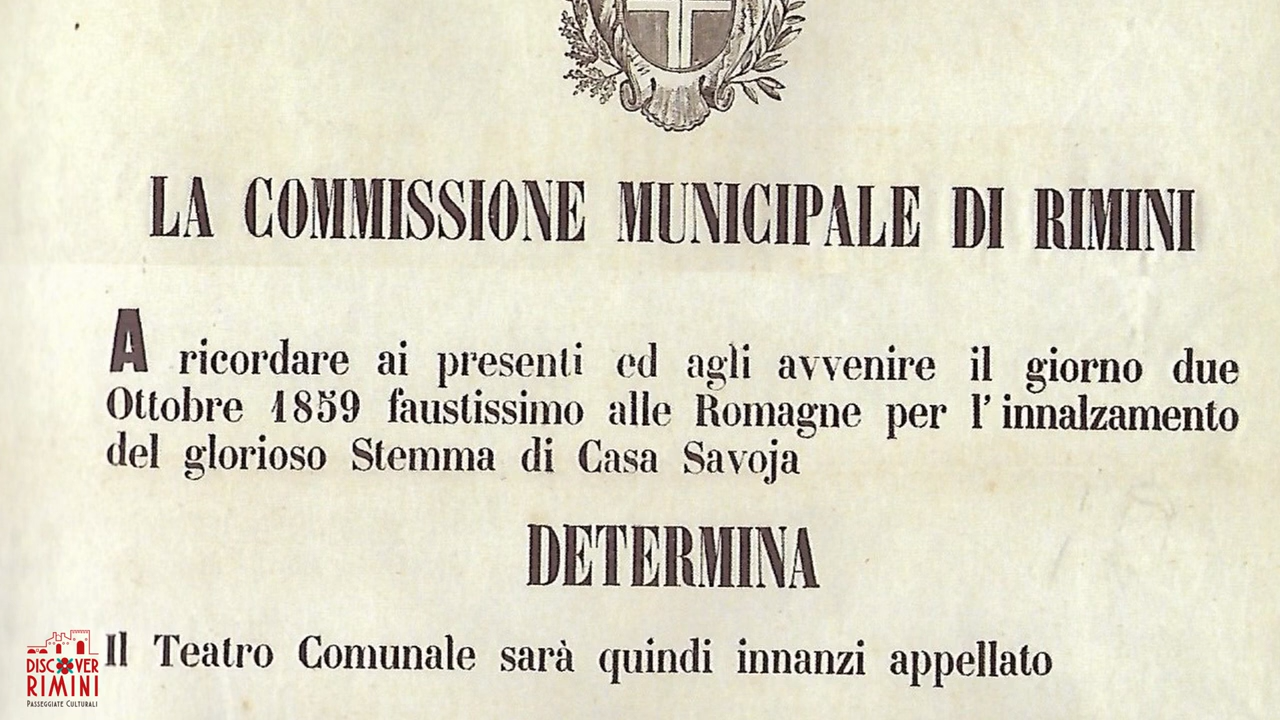 LA COMMISSIONE MUNICIPALE DI RIMINI
A ricordare ai presenti ed agli avvenire il giorno due
Ottobre 1859 faustissimo alle Romagne per l'innalzamento
del glorioso Stemma di Casa Savoja
DETERMINA
Il Teatro Comunale sarà quindi innanzi appellato
DISCOVER
RIMINI
PASSEGGIATE CULTURALI